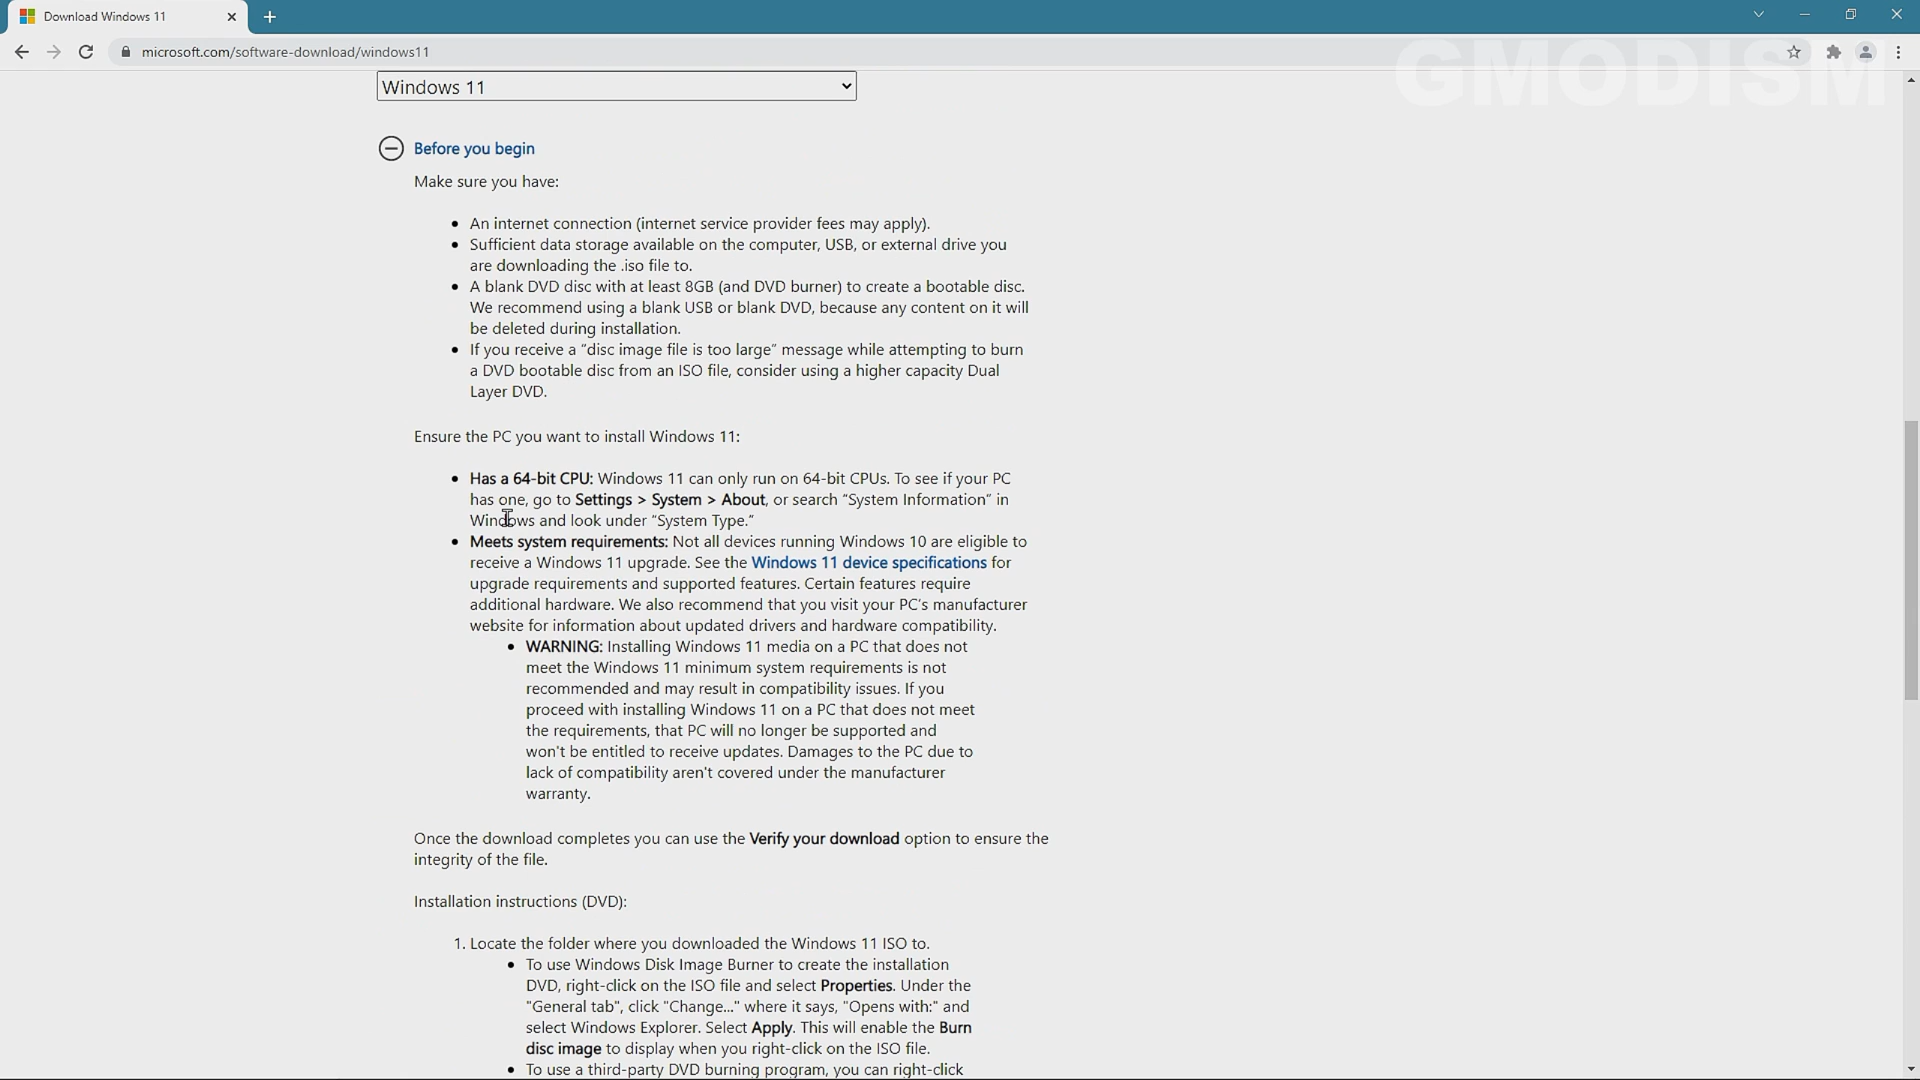 Download Windows 11
microsoft.com/software-download/windows11
GMODISM
Windows 11
Before you begin
Make sure you have:
• An internet connection (internet service provider fees may apply).
• Sufficient data storage available on the computer, USB, or external drive you
are downloading the .iso file to.
• A blank DVD disc with at least 8GB (and DVD burner) to create a bootable disc.
We recommend using a blank USB or blank DVD, because any content on it will
be deleted during installation.
• If you receive a “disc image file is too large” message while attempting to burn
a DVD bootable disc from an ISO file, consider using a higher capacity Dual
Layer DVD.
Ensure the PC you want to install Windows 11:
• Has a 64-bit CPU: Windows 11 can only run on 64-bit CPUs. To see if your PC
has one, go to Settings > System > About, or search “System Information” in
Windows and look under “System Type.”
• Meets system requirements: Not all devices running Windows 10 are eligible to
receive a Windows 11 upgrade. See the Windows 11 device specifications for
upgrade requirements and supported features. Certain features require
additional hardware. We also recommend that you visit your PC's manufacturer
website for information about updated drivers and hardware compatibility.
• WARNING: Installing Windows 11 media on a PC that does not
meet the Windows 11 minimum system requirements is not
recommended and may result in compatibility issues. If you
proceed with installing Windows 11 on a PC that does not meet
the requirements, that PC will no longer be supported and
won't be entitled to receive updates. Damages to the PC due to
lack of compatibility aren't covered under the manufacturer
warranty.
Once the download completes you can use the Verify your download option to ensure the
integrity of the file.
Installation instructions (DVD):
1. Locate the folder where you downloaded the Windows 11 ISO to.
• To use Windows Disk Image Burner to create the installation
DVD, right-click on the ISO file and select Properties. Under the
"General tab", click "Change..." where it says, "Opens with:" and
select Windows Explorer. Select Apply. This will enable the Burn
disc image to display when you right-click on the ISO file.
• To use a third-party DVD burning program, you can right-click